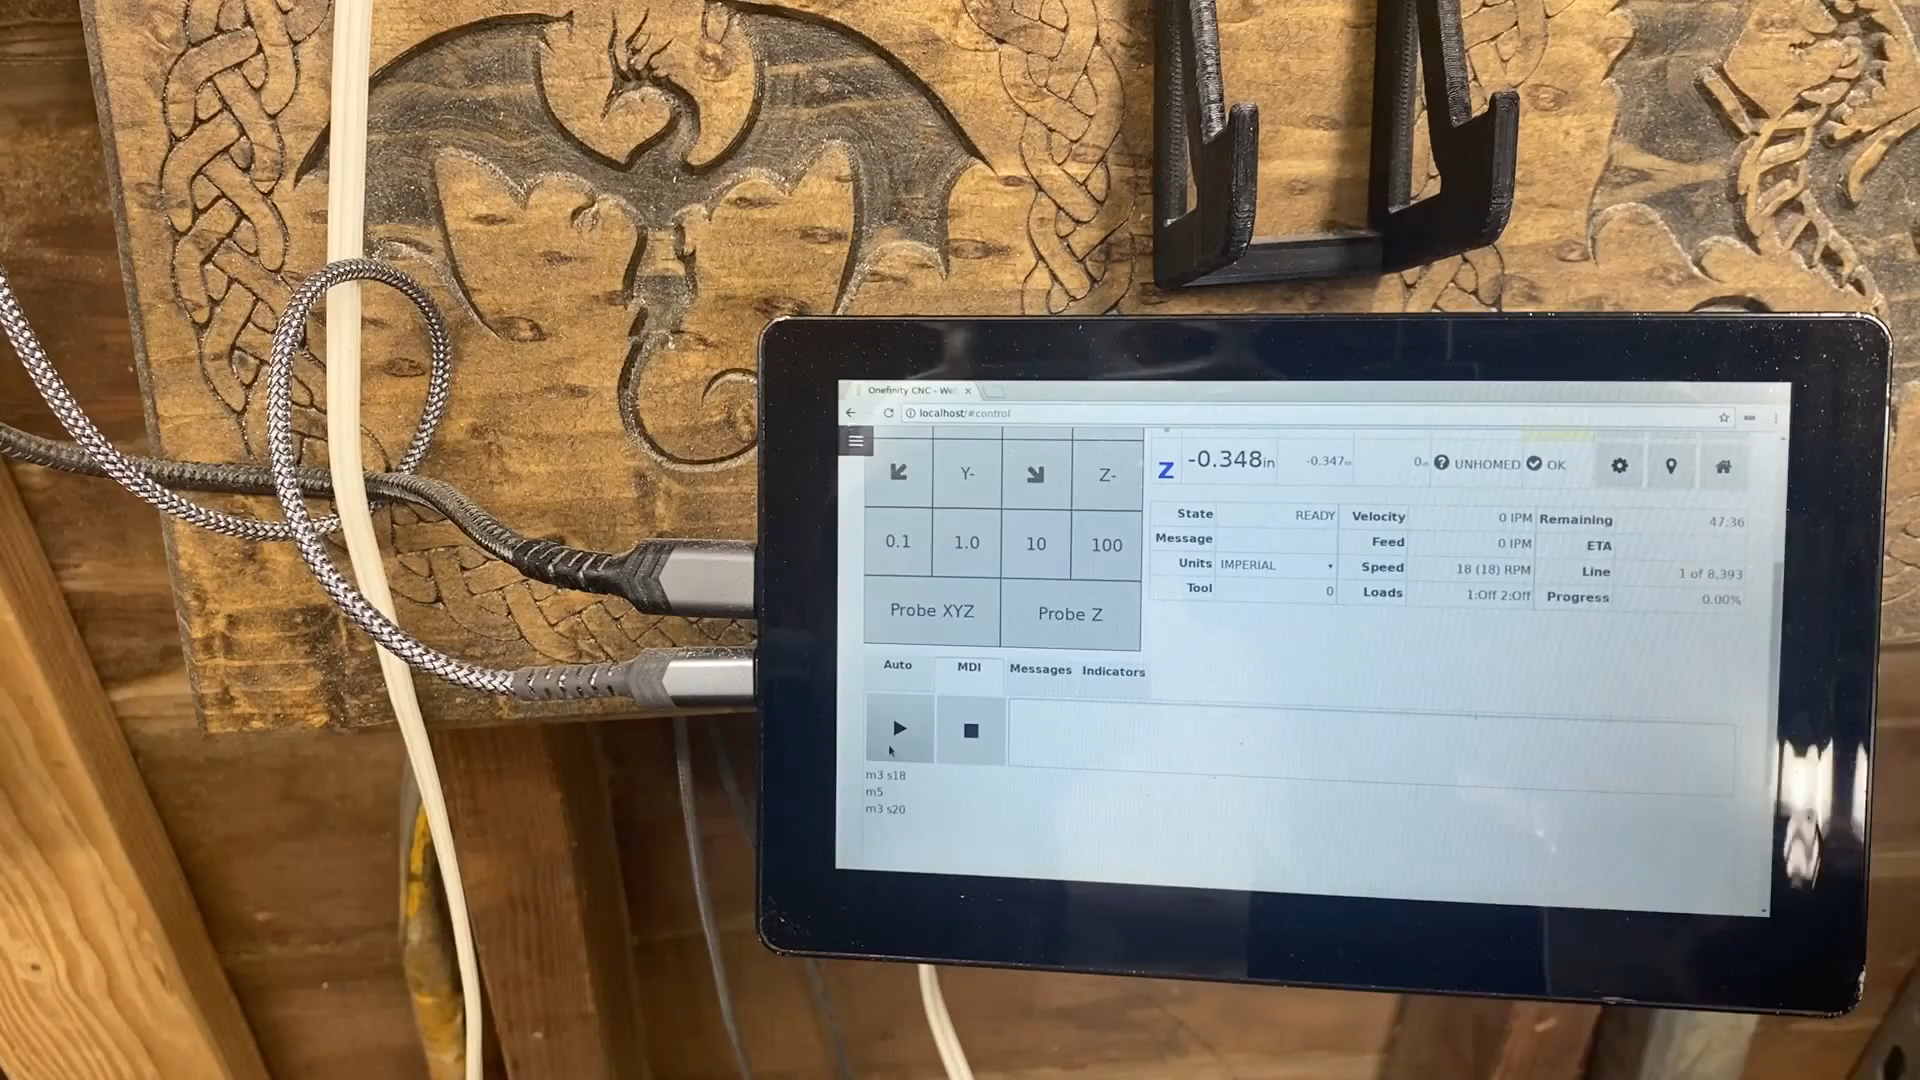 Onefinity CNC - We
localhost/#control
Y-
Z-
0.1
1.0
10
100
Probe XYZ
Probe Z
Z
-0.348in
-0.347
0
UNHOMED
OK
State READY
Message
Units IMPERIAL
Tool 0
Velocity 0 IPM
Feed 0 IPM
Speed 18 (18) RPM
Loads 1:Off 2:Off
Remaining 47:36
ETA
Line 1 of 8,393
Progress 0.00%
Auto
MDI
Messages
Indicators
m3 s18
m5
m3 s20